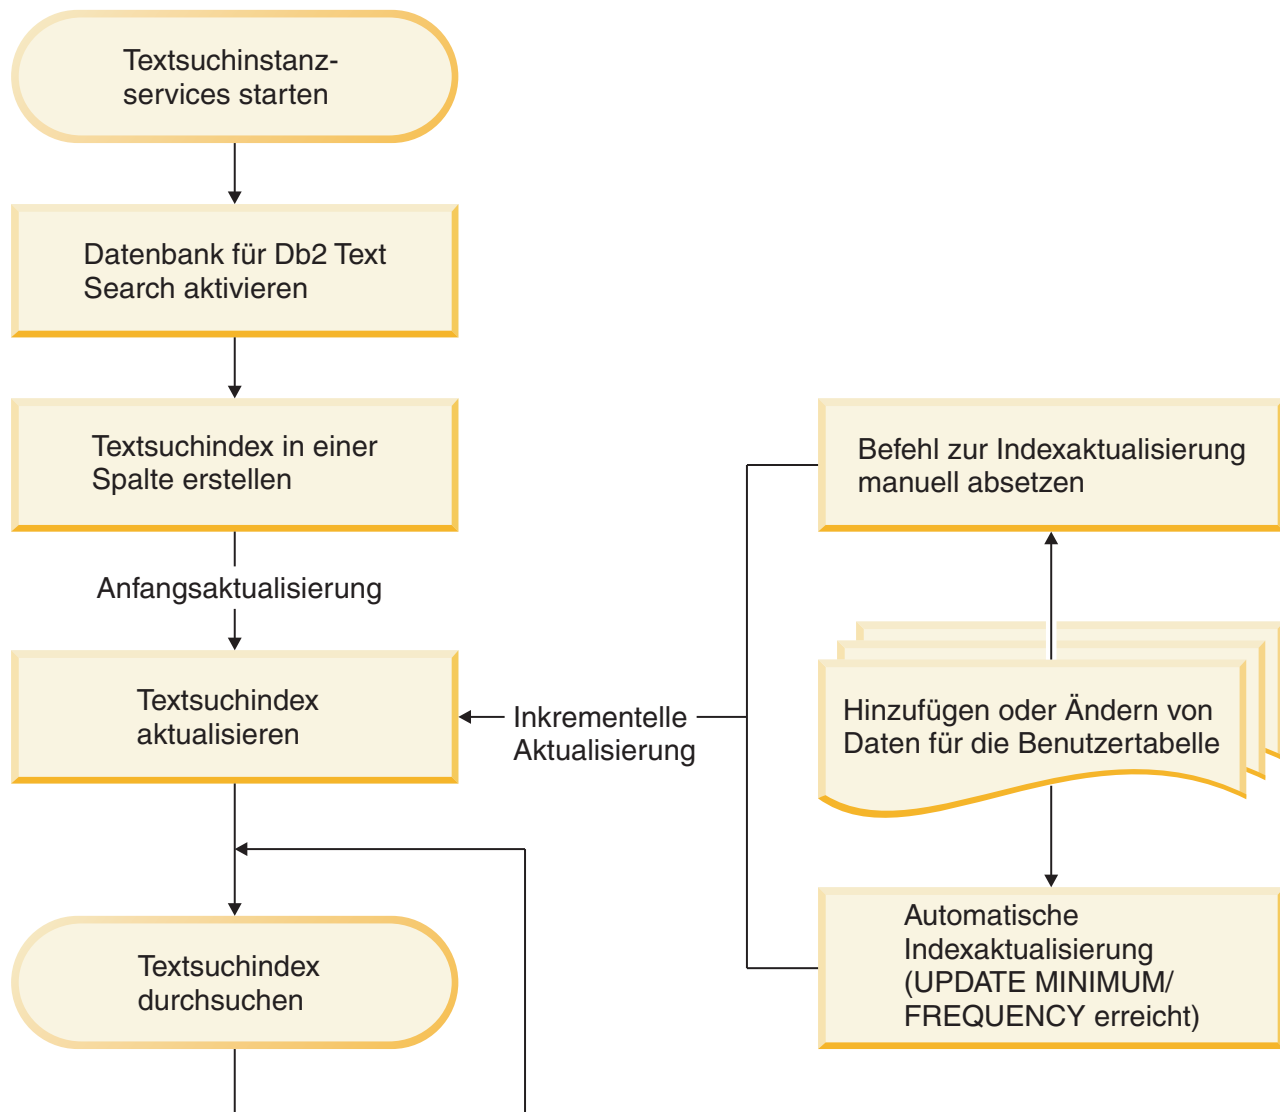 Textsuchinstanz-
services starten
Datenbank für Db2 Text
Search aktivieren
Textsuchindex in einer
Spalte erstellen
Anfangsaktualisierung
Textsuchindex
aktualisieren
Inkrementelle
Aktualisierung
Textsuchindex
durchsuchen
Befehl zur Indexaktualisierung
manuell absetzen
Hinzufügen oder Ändern von
Daten für die Benutzertabelle
Automatische
Indexaktualisierung
(UPDATE MINIMUM/
FREQUENCY erreicht)